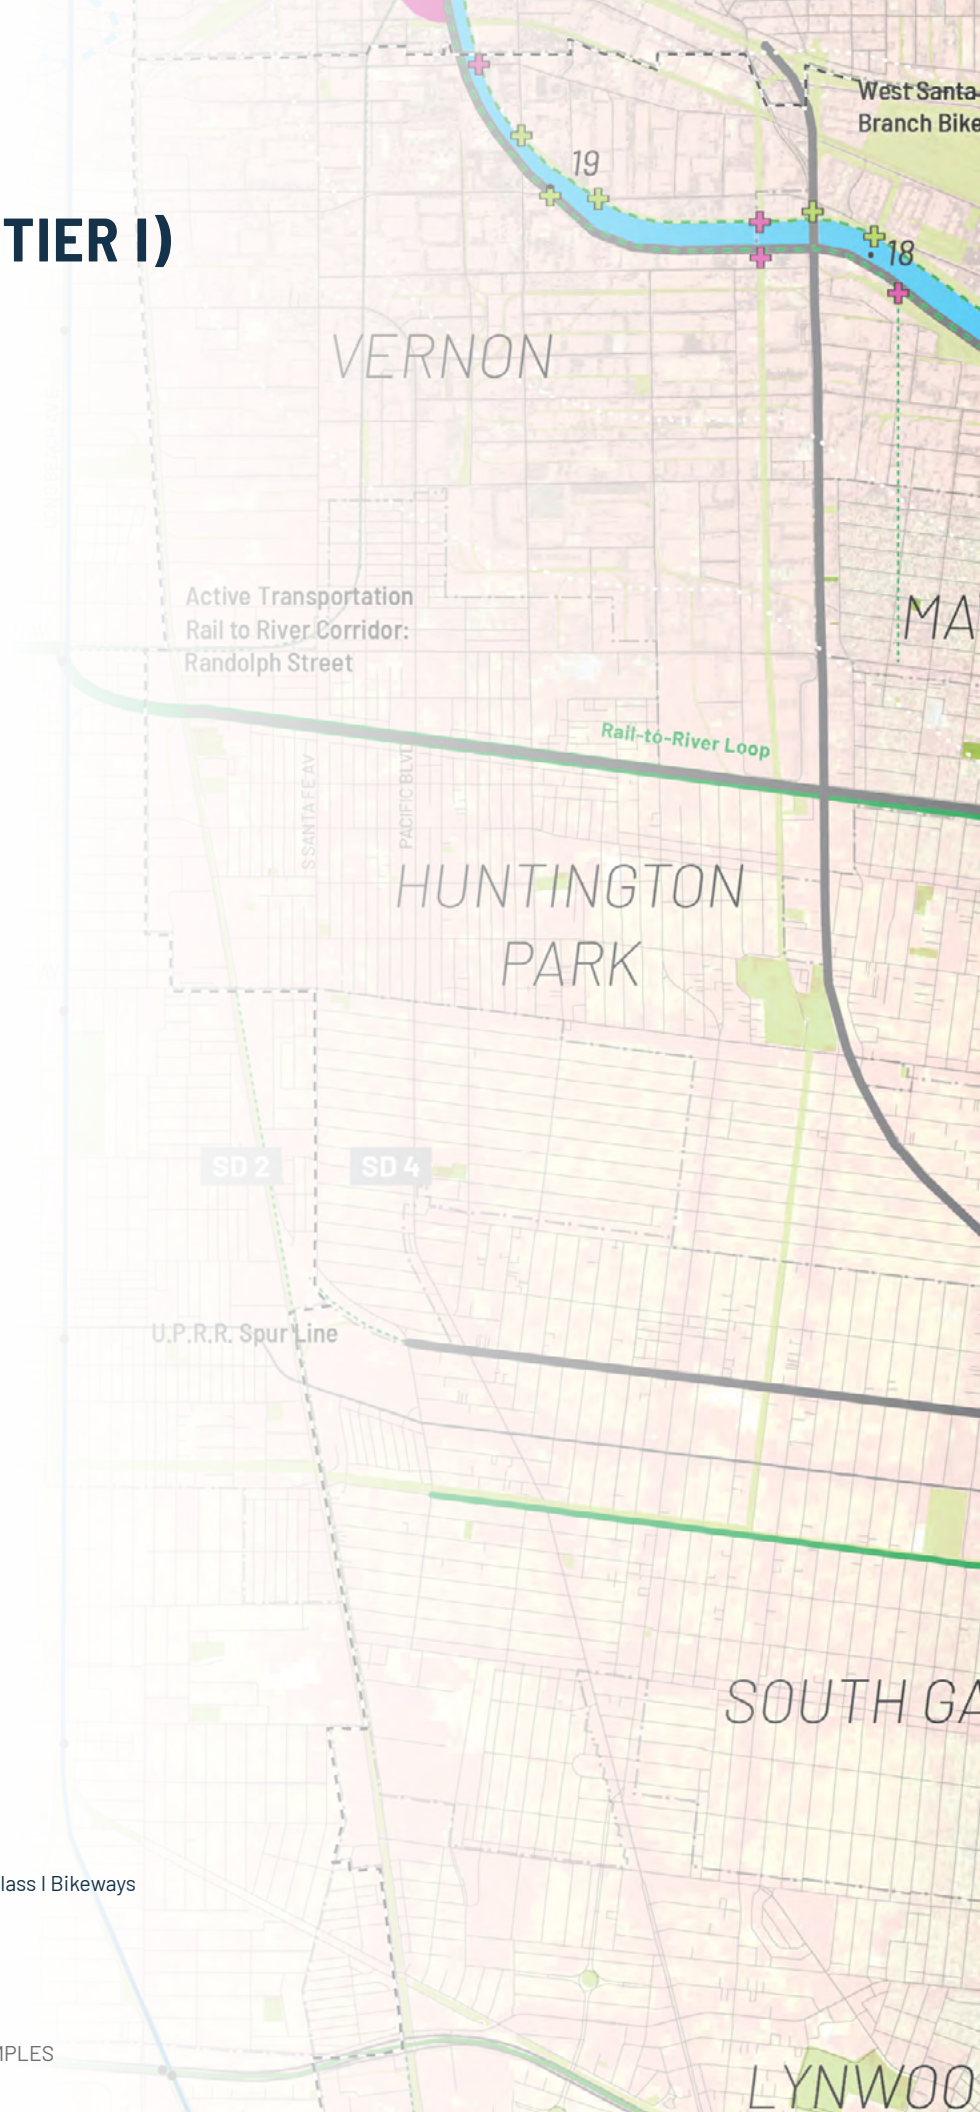 West Santa
Branch Bike
19
TIER I)
18
VERNON
Active Transportation
Rail to River Corridor:
Randolph Street
MA
Rail-to-River Loop
S SANTA FE AV
PACIFIC BLVD
HUNTINGTON
PARK
SD 2
SD 4
U.P.R.R. Spur Line
SOUTH GA
lass I Bikeways
MPLES
LYNWOO